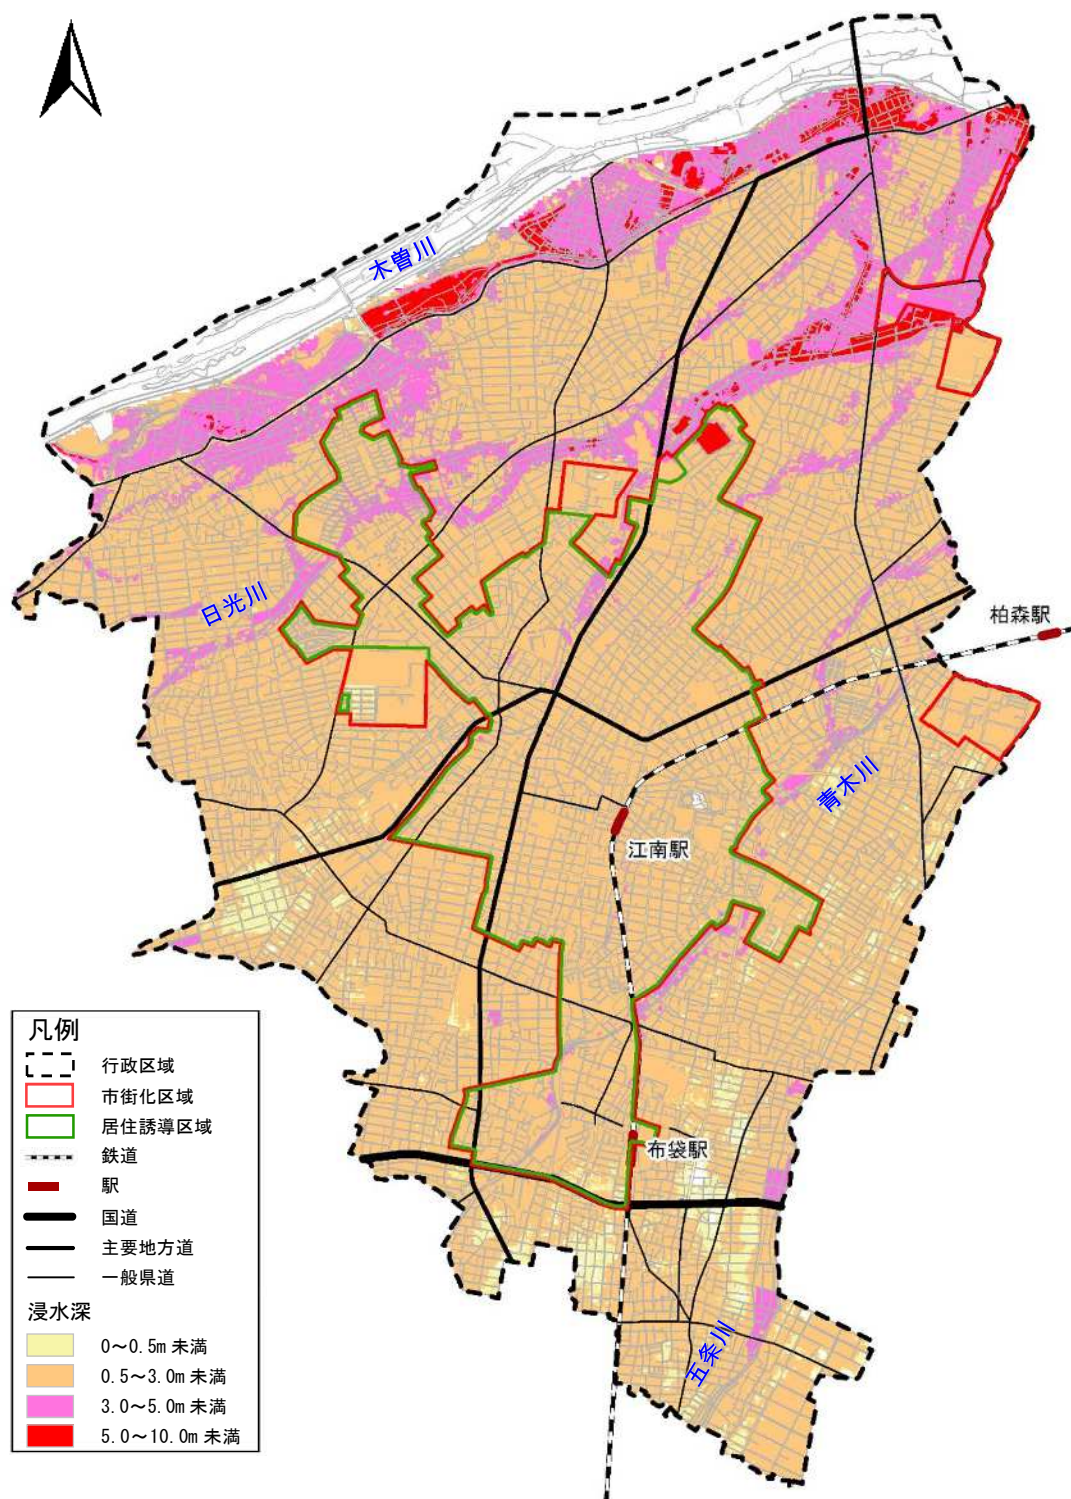 木曽川
日光川
柏森駅
青木川
江南駅
布袋駅
五条川
凡例
行政区域
市街化区域
居住誘導区域
鉄道
駅
国道
主要地方道
一般県道
浸水深
0～0.5m 未満
0.5～3.0m 未満
3.0～5.0m 未満
5.0～10.0m 未満